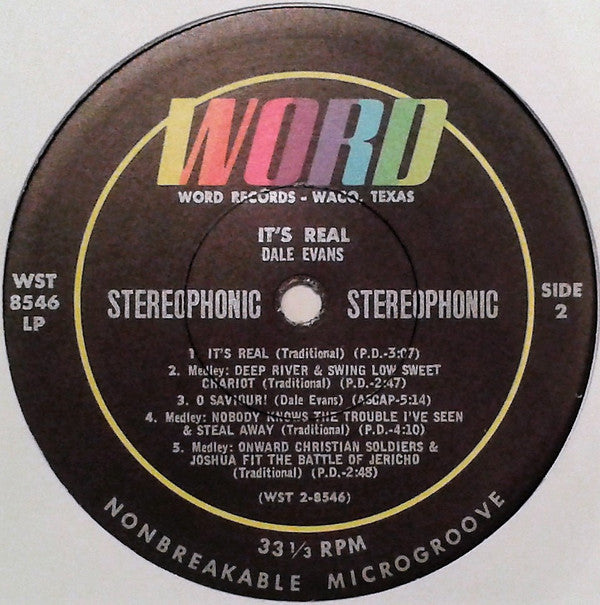 WORD
WORD RECORDS - WACO, TEXAS
IT'S REAL
DALE EVANS
WST
8546
LP
STEREOPHONIC STEREOPHONIC
SIDE
2
1. IT'S REAL (Traditional) (P.D.-3:07)
2. Medley: DEEP RIVER & SWING LOW SWEET
CHARIOT (Traditional) (P.D.-2:47)
3. O SAVIOUR! (Dale Evans) (ASCAP-5:14)
4. Medley: NOBODY KNOWS THE TROUBLE I'VE SEEN
& STEAL AWAY (Traditional) (P.D.-4:10)
5. Medley: ONWARD CHRISTIAN SOLDIERS &
JOSHUA FIT THE BATTLE OF JERICHO
(Traditional) (P.D.-2:48)
(WST 2-8546)
33 1/3 RPM
NONBREAKABLE MICROGROOVE